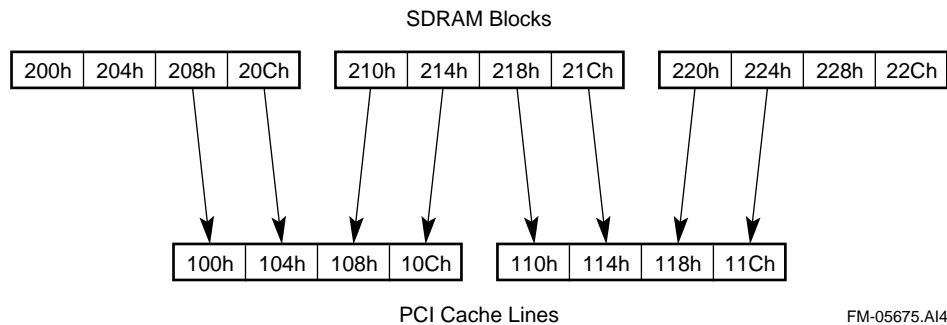 SDRAM Blocks
200h 204h 208h 20Ch 210h 214h 218h 21Ch 220h 224h 228h 22Ch
100h 104h 108h 10Ch 110h 114h 118h 11Ch
PCI Cache Lines FM-05675.AI4